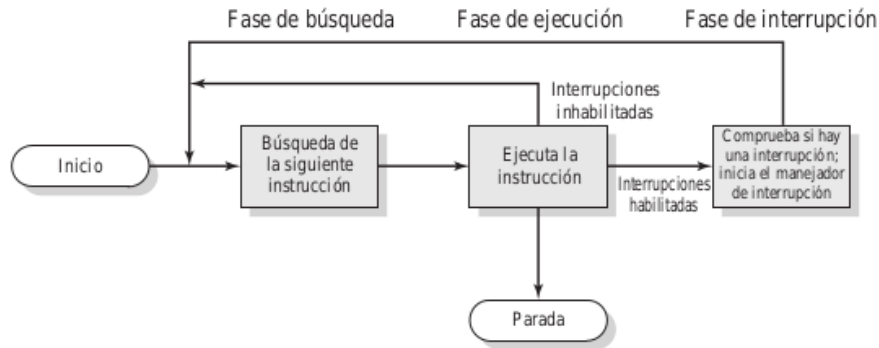 Fase de búsqueda
Fase de ejecución
Fase de interrupción
Interrupciones
inhabilitadas
Inicio
Búsqueda de
la siguiente
instrucción
Ejecuta la
instrucción
Interrupciones
habilitadas
Comprueba si hay
una interrupción;
inicia el manejador
de interrupción
Parada